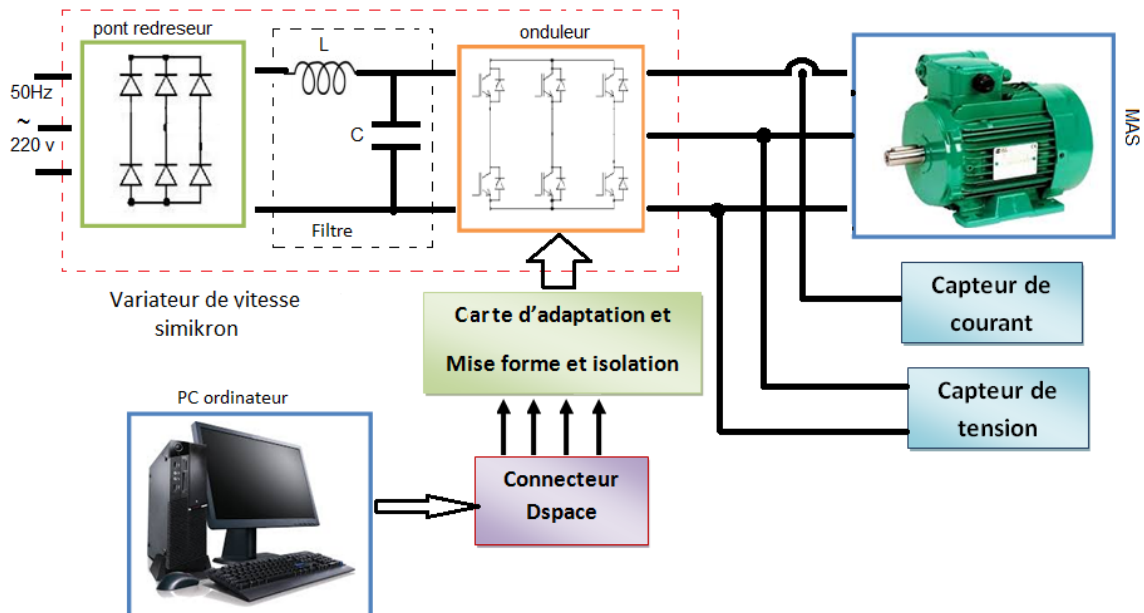 pont redreseur
onduleur
L
50Hz
~
220 v
C
MAS
Filtre
Variateur de vitesse
simikron
Carte d'adaptation et
Mise forme et isolation
Capteur de
courant
Capteur de
tension
PC ordinateur
Connecteur
Dspace